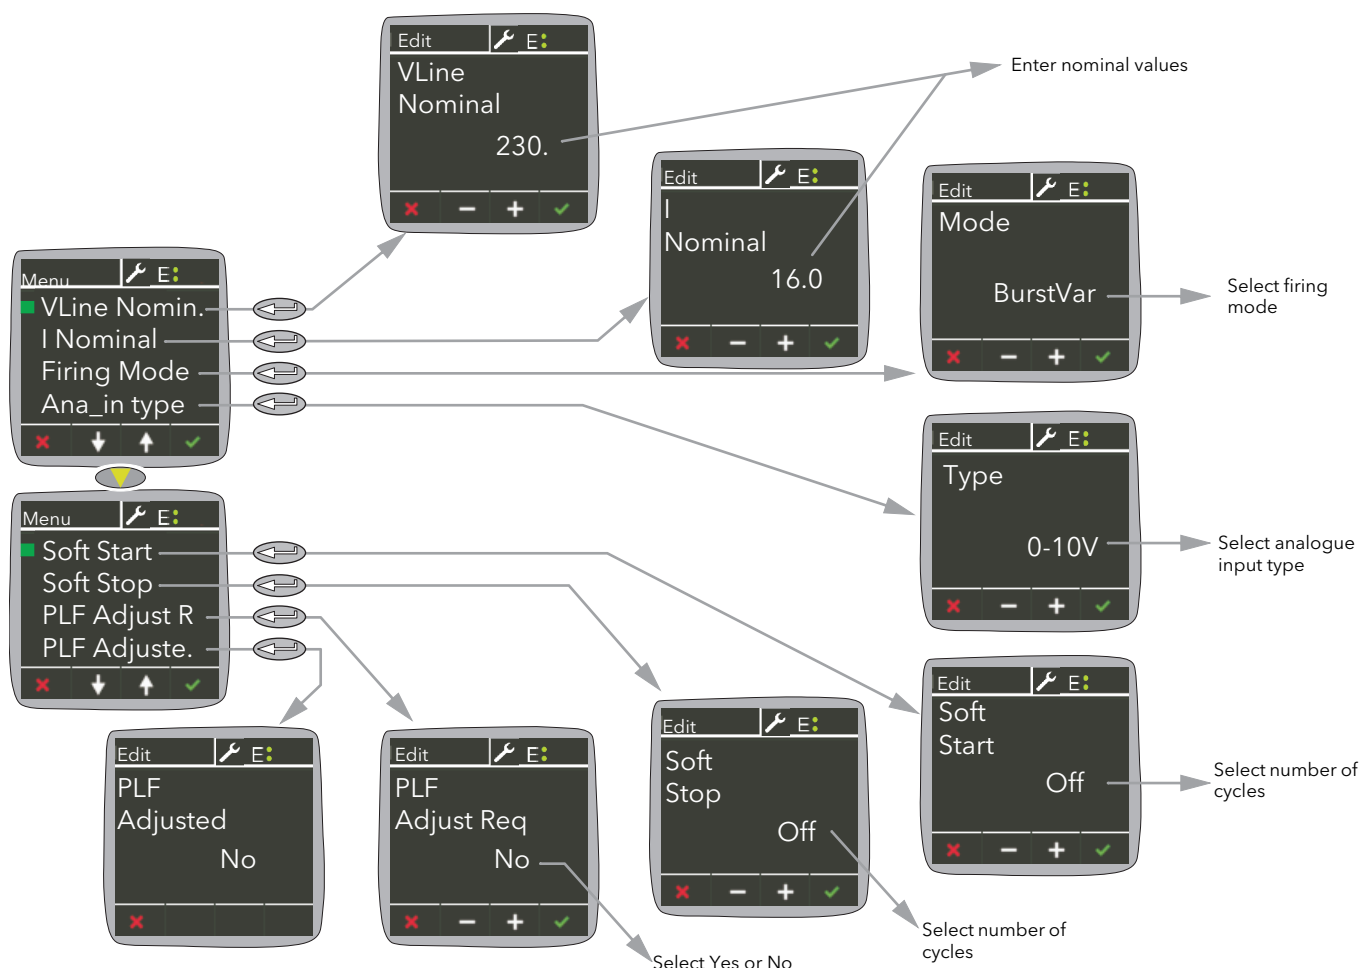 Edit E:
VLine
Nominal
230.
Enter nominal values
Edit E:
I
Nominal
16.0
Edit E:
Mode
BurstVar
Select firing
mode
Menu E:
VLine Nomin.
I Nominal
Firing Mode
Ana_in type
Edit E:
Type
0-10V
Select analogue
input type
Menu E:
Soft Start
Soft Stop
PLF Adjust R
PLF Adjuste.
Edit E:
Soft
Start
Off
Select number of
cycles
Edit E:
PLF
Adjusted
No
Edit E:
PLF
Adjust Req
No
Select Yes or No
Edit E:
Soft
Stop
Off
Select number of
cycles